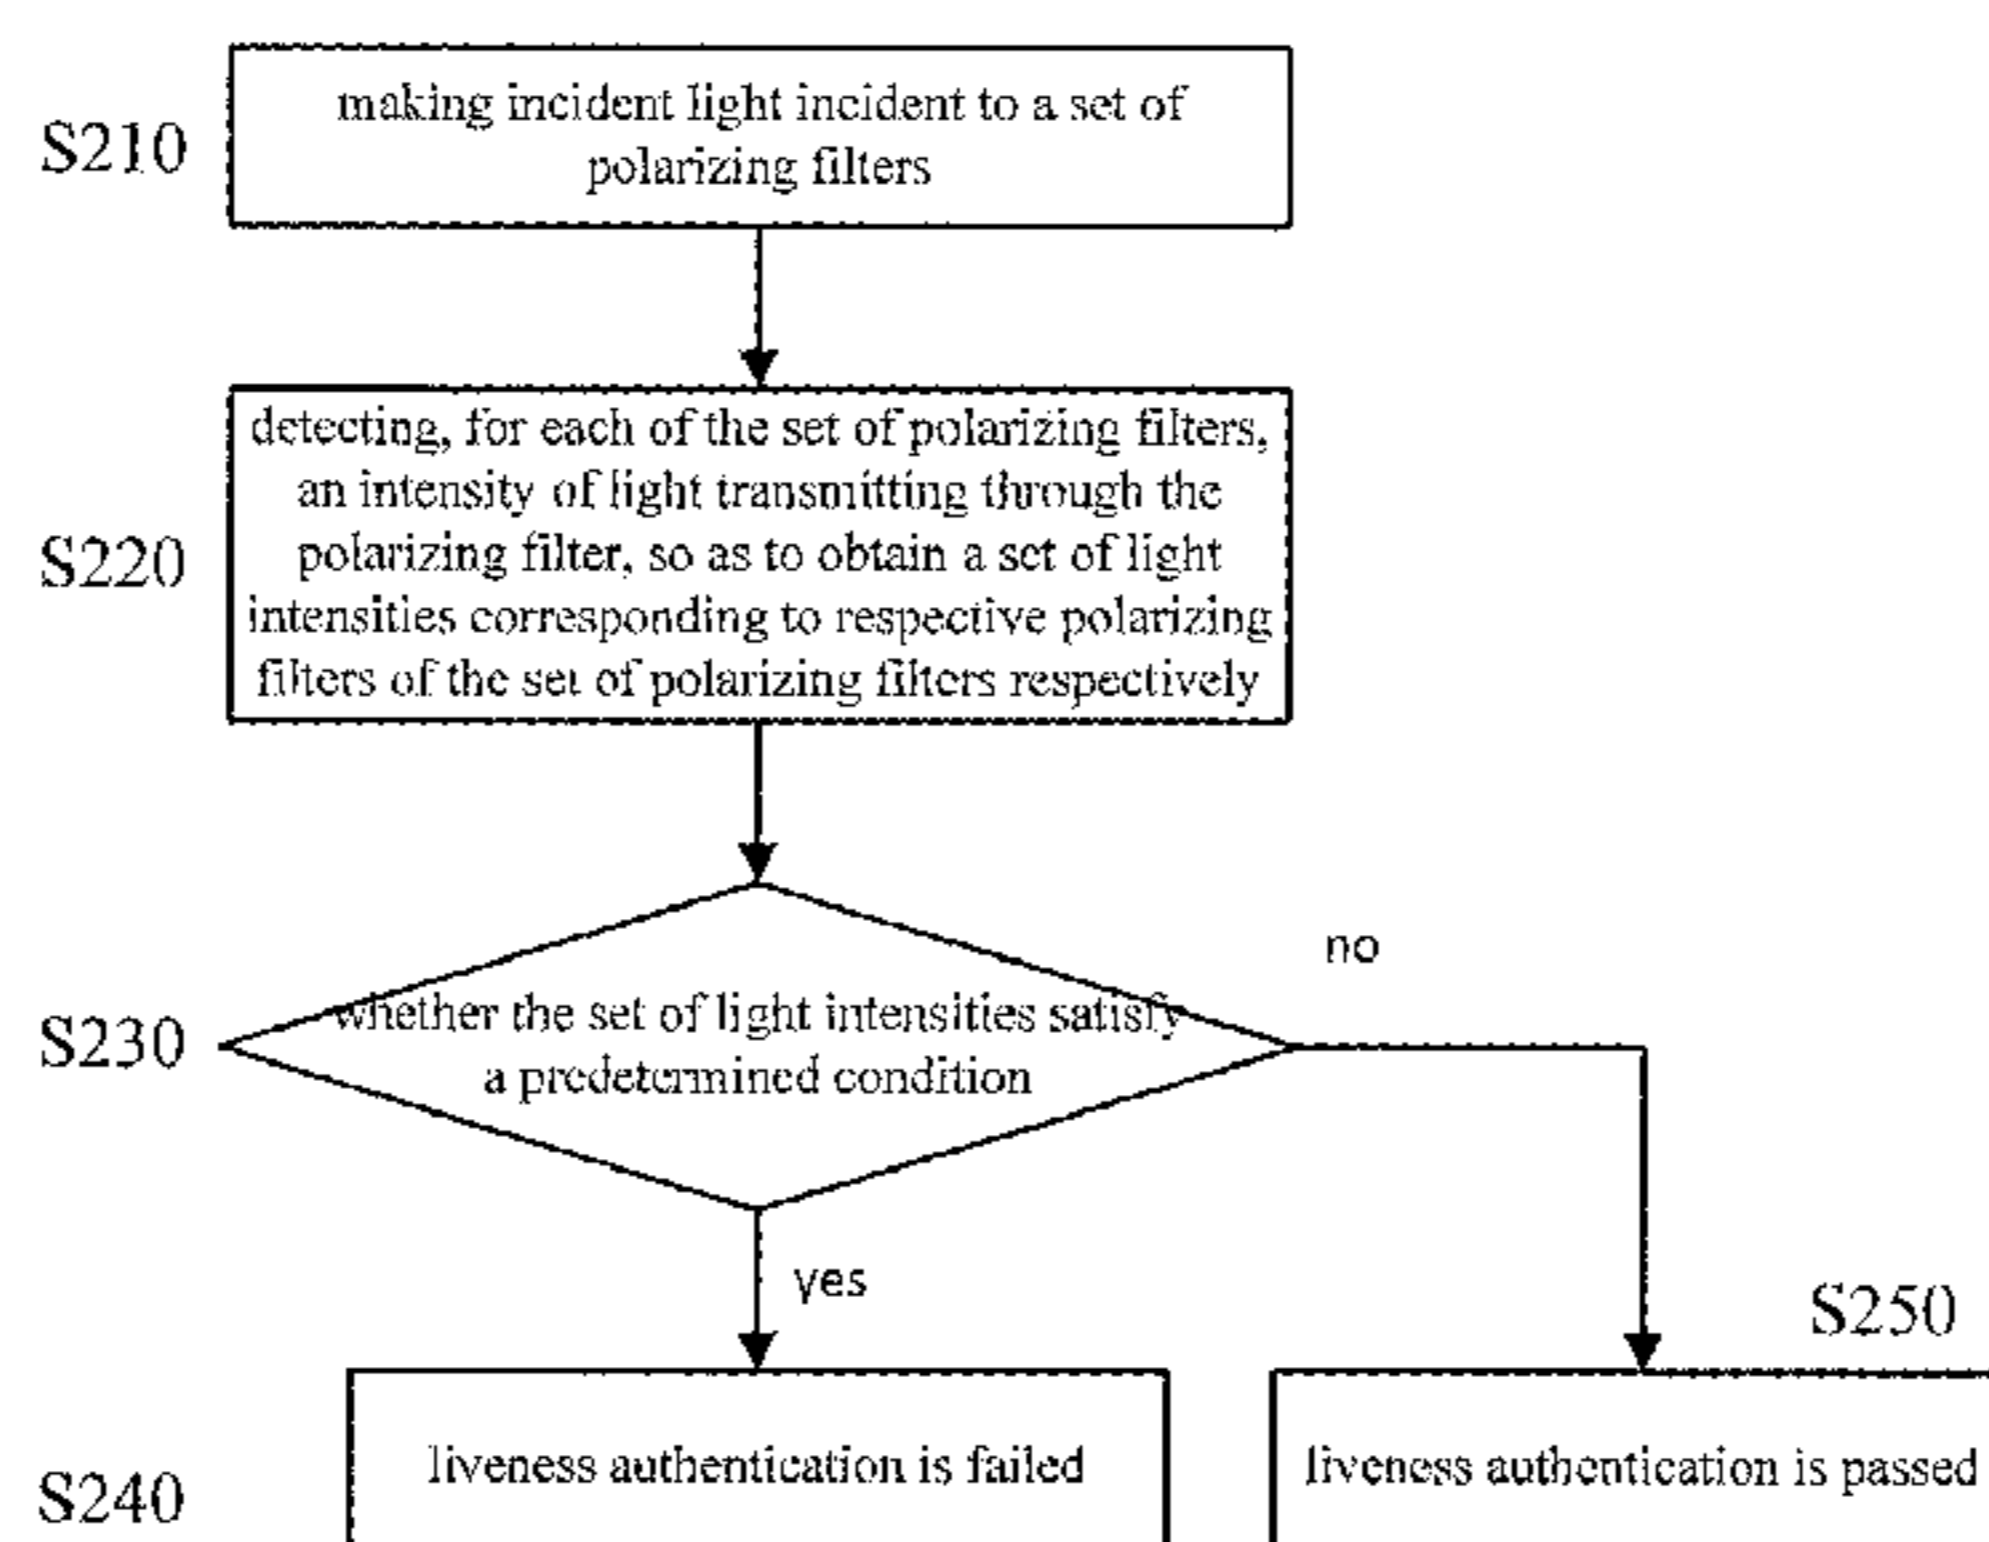 S210
making incident light incident to a set of
polarizing filters
S220
detecting, for each of the set of polarizing filters,
an intensity of light transmitting through the
polarizing filter, so as to obtain a set of light
intensities corresponding to respective polarizing
filters of the set of polarizing filters respectively
S230
whether the set of light intensities satisfy
a predetermined condition
no
yes
S240
liveness authentication is failed
S250
liveness authentication is passed